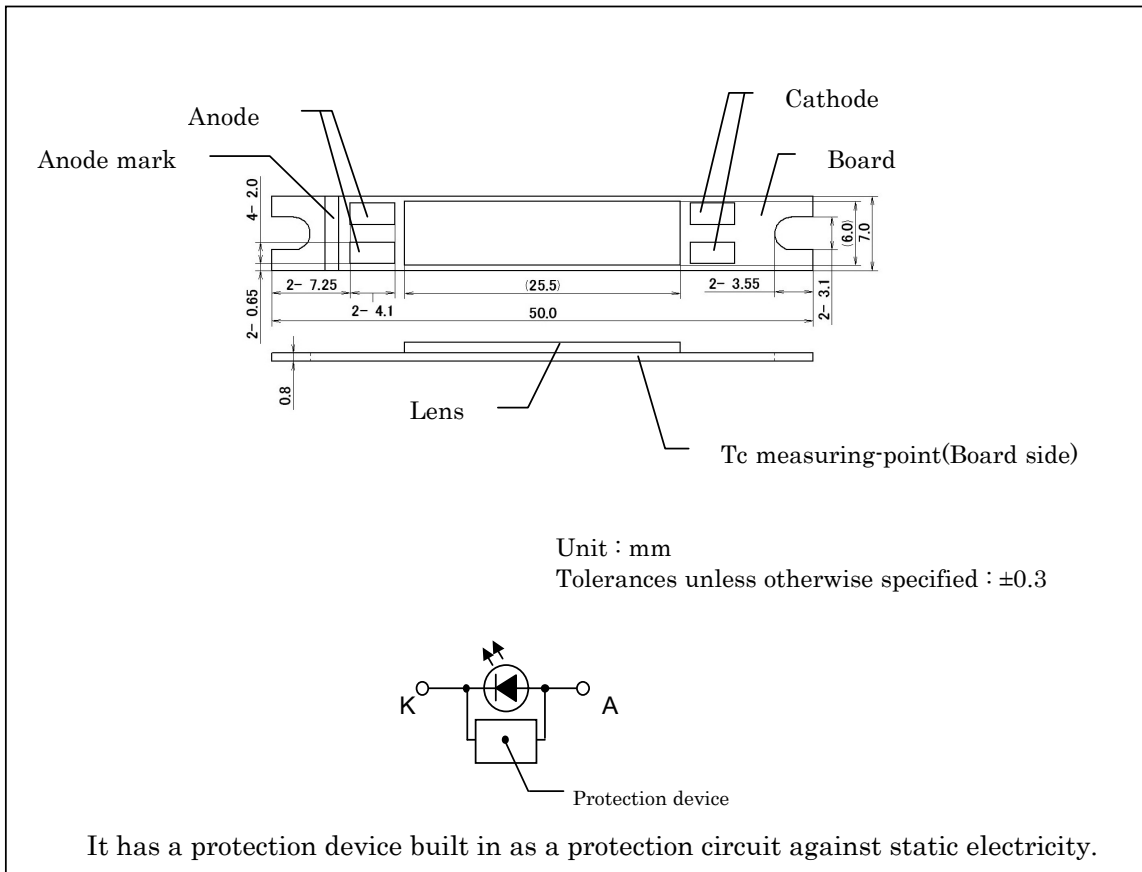 Anode
Cathode
Anode mark
Board
4- 2.0
(6.0)
7.0
2- 0.65
2- 7.25
2- 4.1
(25.5)
2- 3.55
2- 3.1
50.0
0.8
Lens
Tc measuring-point(Board side)
Unit : mm
Tolerances unless otherwise specified : ±0.3
K
A
Protection device
It has a protection device built in as a protection circuit against static electricity.